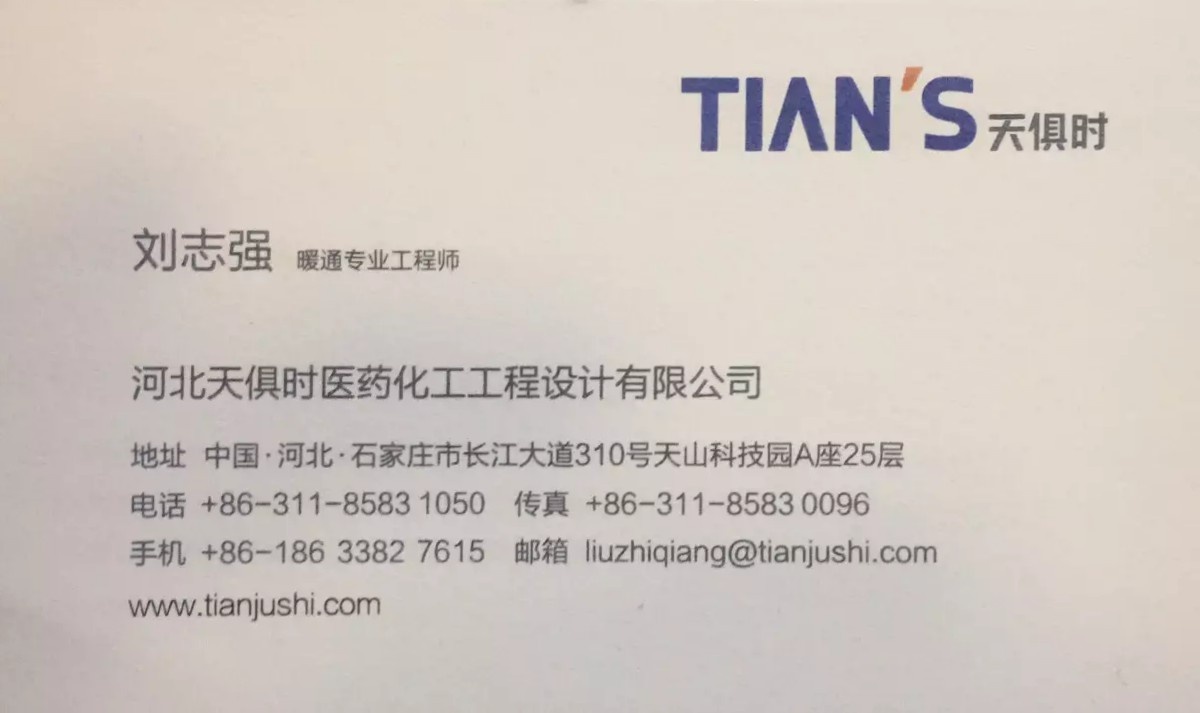 TIAN'S 天俱时
刘志强 暖通专业工程师
河北天俱时医药化工工程设计有限公司
地址 中国·河北·石家庄市长江大道310号天山科技园A座25层
电话 +86-311-8583 1050 传真 +86-311-8583 0096
手机 +86-186 3382 7615 邮箱 liuzhiqiang@tianjushi.com
www.tianjushi.com